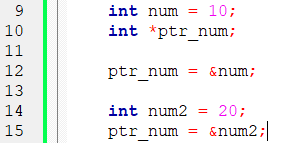 9 int num = 10;
10 int *ptr_num;
11
12 ptr_num = &num;
13
14 int num2 = 20;
15 ptr_num = &num2;